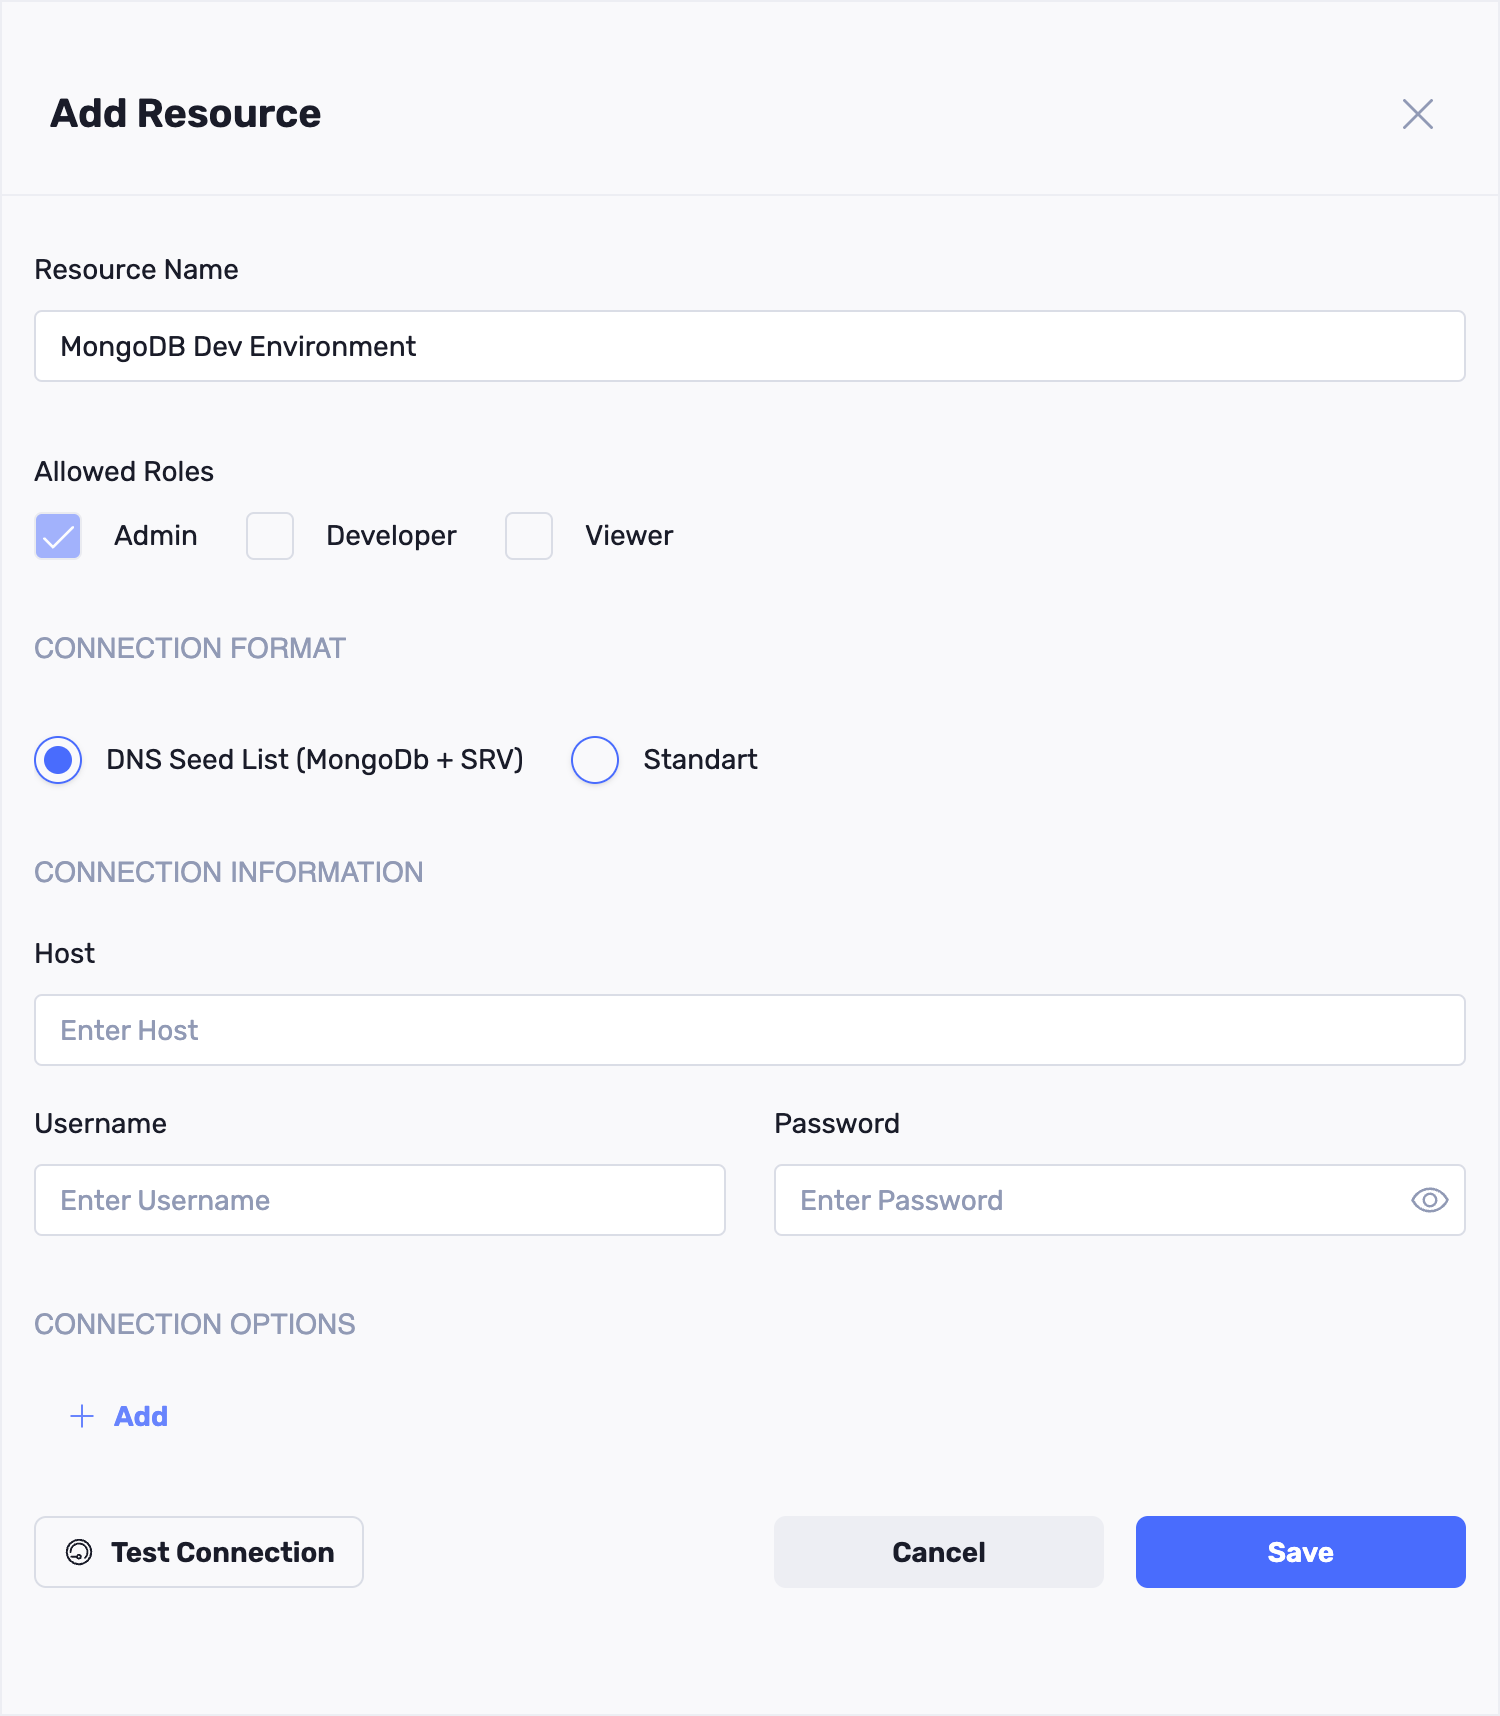 Add Resource
Resource Name
MongoDB Dev Environment
Allowed Roles
Admin Developer Viewer
CONNECTION FORMAT
DNS Seed List (MongoDb + SRV) Standart
CONNECTION INFORMATION
Host
Enter Host
Username Password
Enter Username Enter Password
CONNECTION OPTIONS
Add
Test Connection Cancel Save